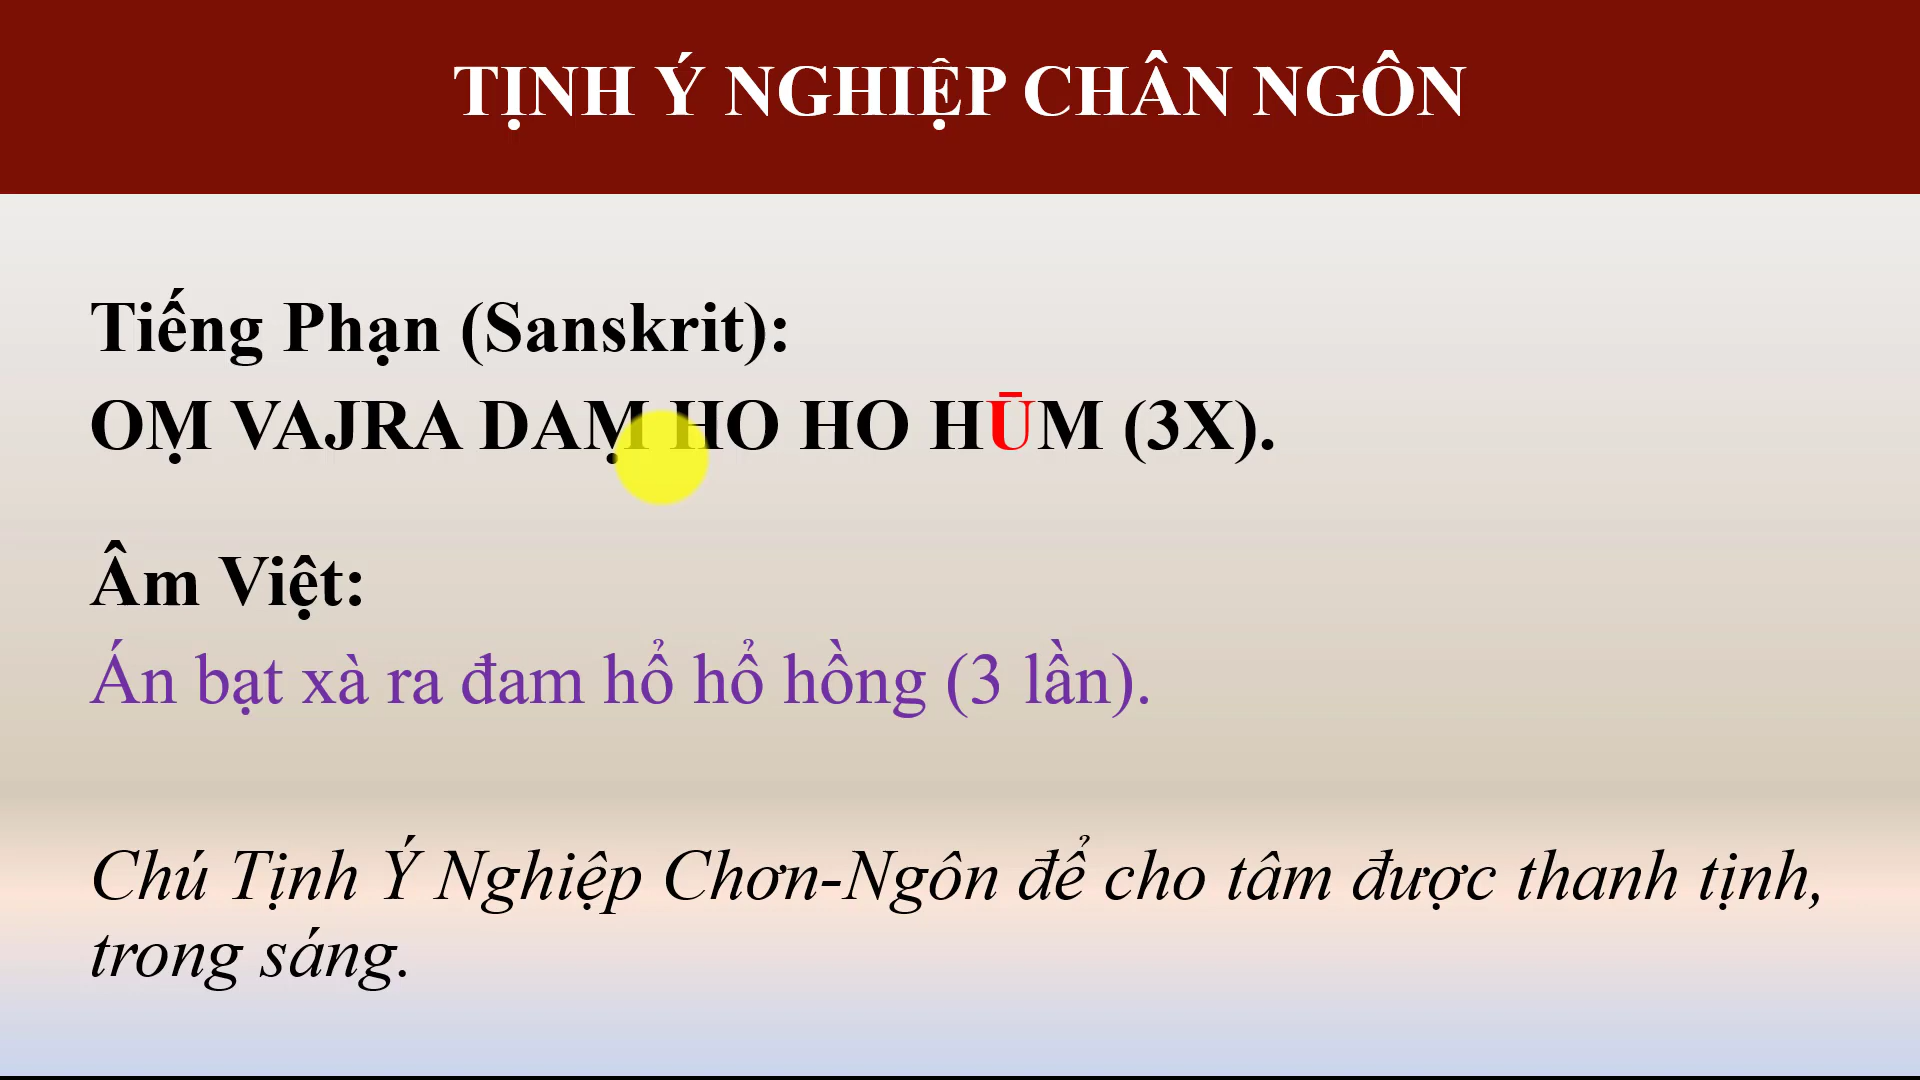 TỊNH Ý NGHIỆP CHÂN NGÔN
Tiếng Phạn (Sanskrit):
OṂ VAJRA DAṂ HO HO HŪM (3X).
Âm Việt:
Án bạt xà ra đam hổ hổ hồng (3 lần).
Chú Tịnh Ý Nghiệp Chơn-Ngôn để cho tâm được thanh tịnh,
trong sáng.